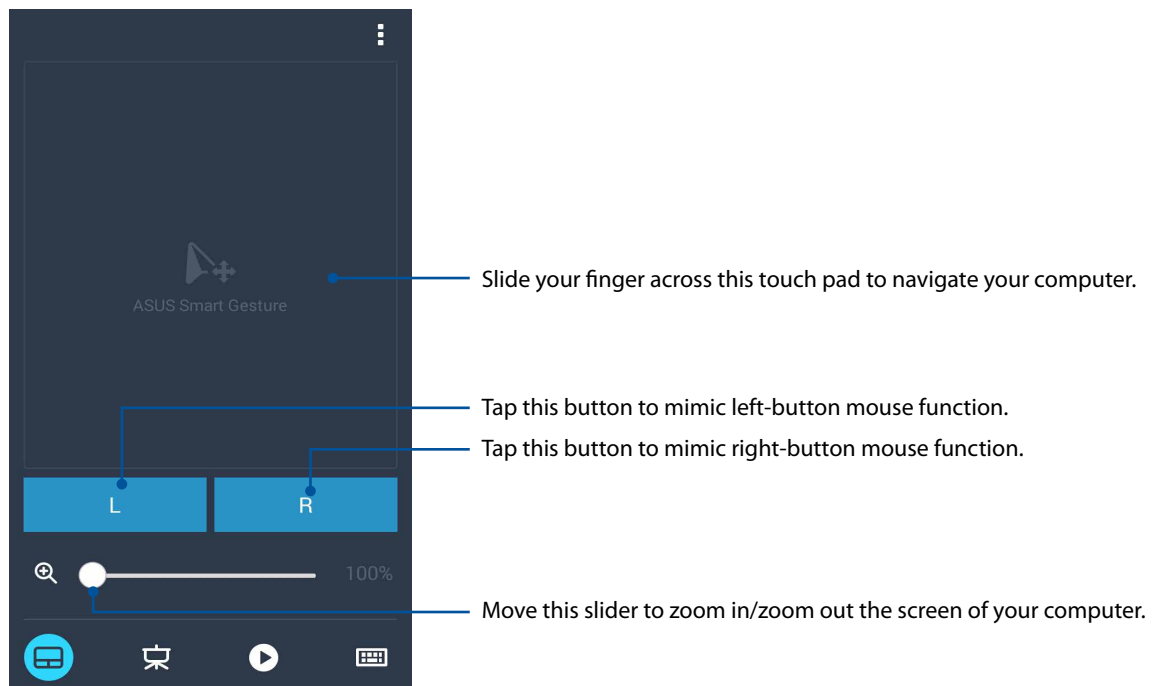 Slide your finger across this touch pad to navigate your computer.
ASUS Smart Gesture
Tap this button to mimic left-button mouse function.
Tap this button to mimic right-button mouse function.
L R
100%
Move this slider to zoom in/zoom out the screen of your computer.